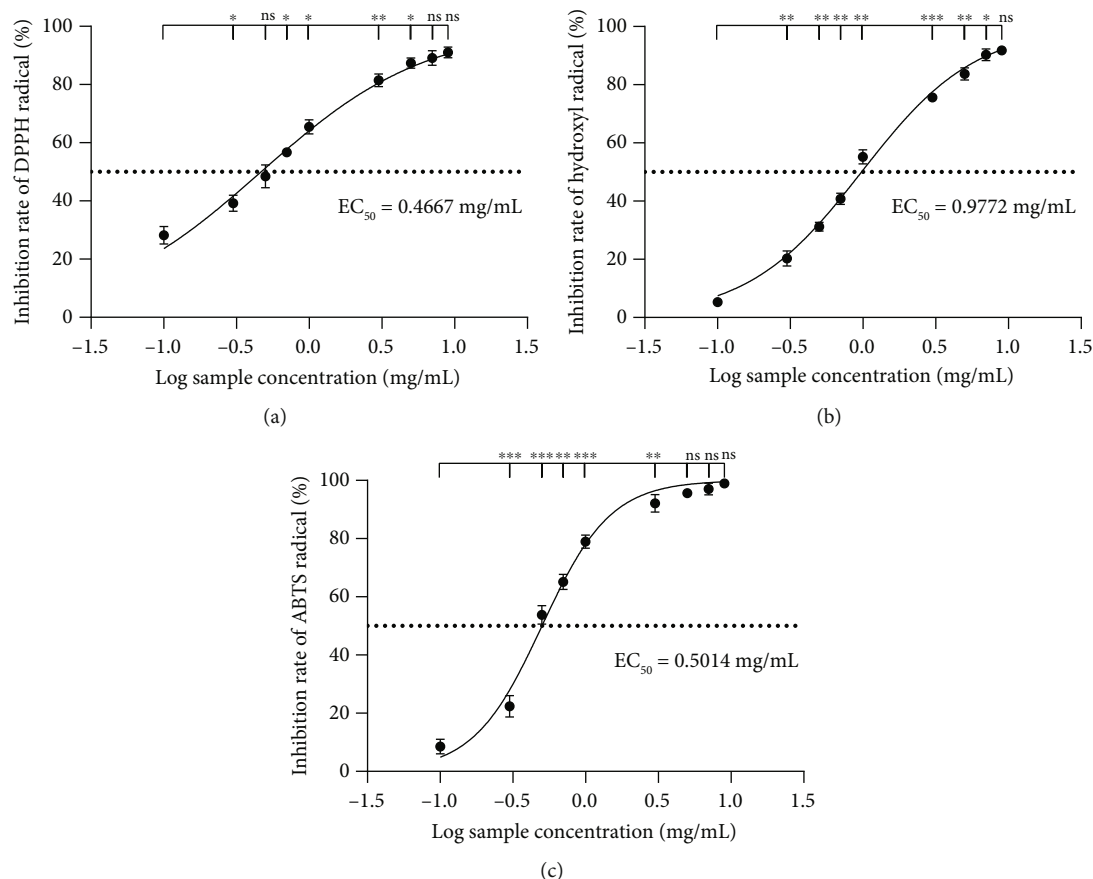 * ns * * ** * ns ns
100
80
60
40
20
0
Inhibition rate of DPPH radical (%)
EC50 = 0.4667 mg/mL
−1.5 −1.0 −0.5 0.0 0.5 1.0 1.5
Log sample concentration (mg/mL)
(a)
** ** ** ** *** ** * ns
100
80
60
40
20
0
Inhibition rate of hydroxyl radical (%)
EC50 = 0.9772 mg/mL
−1.5 −1.0 −0.5 0.0 0.5 1.0 1.5
Log sample concentration (mg/mL)
(b)
*** *** ** *** ** ns ns ns
100
80
60
40
20
0
Inhibition rate of ABTS radical (%)
EC50 = 0.5014 mg/mL
−1.5 −1.0 −0.5 0.0 0.5 1.0 1.5
Log sample concentration (mg/mL)
(c)